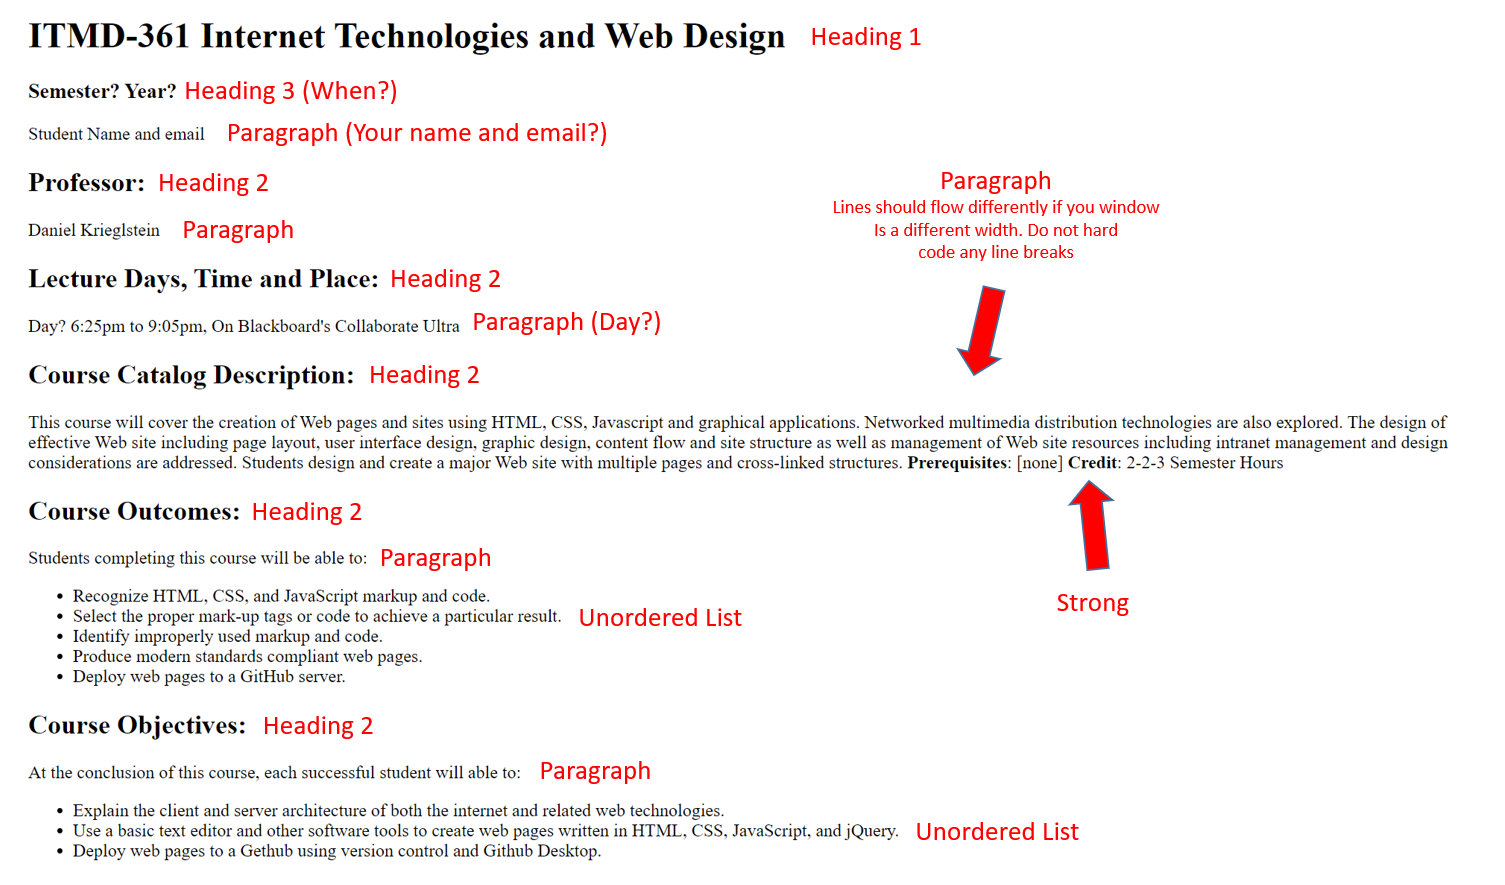 ITMD-361 Internet Technologies and Web Design Heading 1
Semester? Year? Heading 3 (When?)
Student Name and email Paragraph (Your name and email?)
Professor: Heading 2
Daniel Krieglstein Paragraph
Paragraph
Lines should flow differently if you window
Is a different width. Do not hard
code any line breaks
Lecture Days, Time and Place: Heading 2
Day? 6:25pm to 9:05pm, On Blackboard's Collaborate Ultra Paragraph (Day?)
Course Catalog Description: Heading 2
This course will cover the creation of Web pages and sites using HTML, CSS, Javascript and graphical applications. Networked multimedia distribution technologies are also explored. The design of
effective Web site including page layout, user interface design, graphic design, content flow and site structure as well as management of Web site resources including intranet management and design
considerations are addressed. Students design and create a major Web site with multiple pages and cross-linked structures. Prerequisites: [none] Credit: 2-2-3 Semester Hours
Strong
Course Outcomes: Heading 2
Students completing this course will be able to: Paragraph
• Recognize HTML, CSS, and JavaScript markup and code.
• Select the proper mark-up tags or code to achieve a particular result. Unordered List
• Identify improperly used markup and code.
• Produce modern standards compliant web pages.
• Deploy web pages to a GitHub server.
Course Objectives: Heading 2
At the conclusion of this course, each successful student will able to: Paragraph
• Explain the client and server architecture of both the internet and related web technologies.
• Use a basic text editor and other software tools to create web pages written in HTML, CSS, JavaScript, and jQuery. Unordered List
• Deploy web pages to a Gethub using version control and Github Desktop.